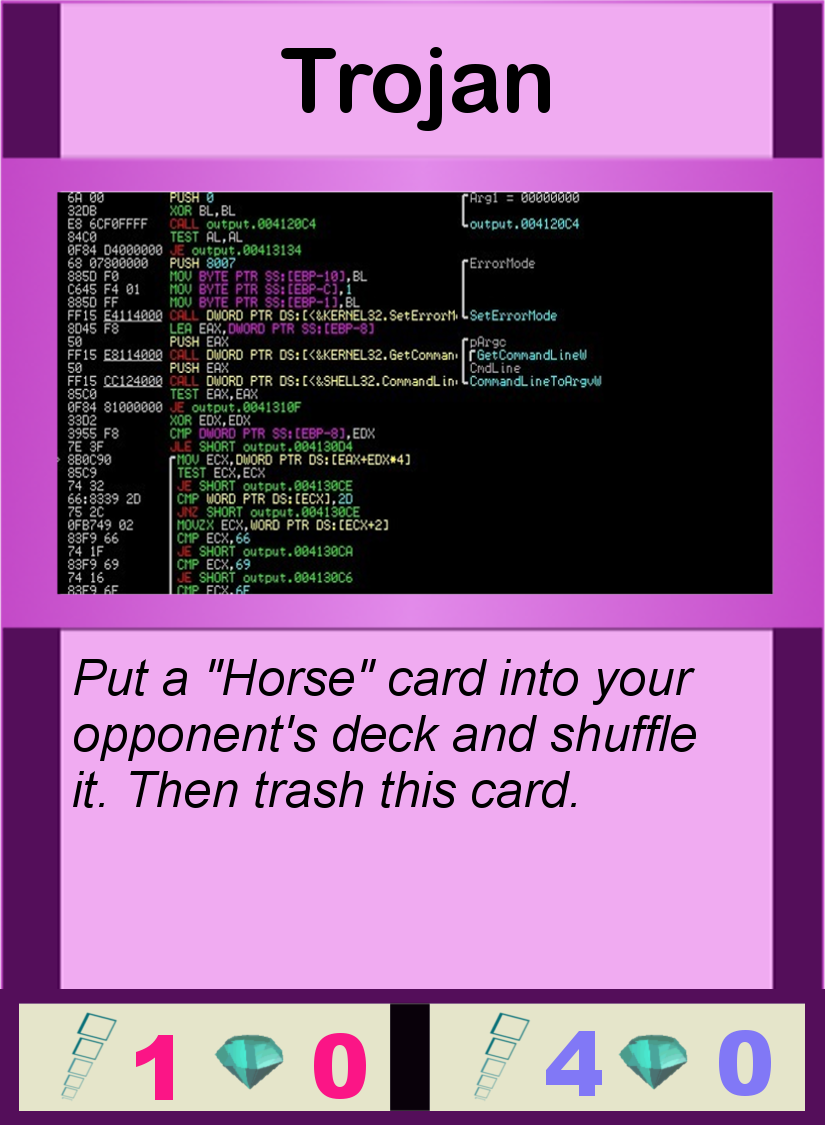 Trojan
6A 00 PUSH 0 Arg1 = 00000000
32DB XOR BL,BL
E8 6CF0FFFF CALL output.004120C4 output.004120C4
84C0 TEST AL,AL
0F84 D4000000 JE output.00413134
68 07800000 PUSH 8007 ErrorMode
885D F0 MOV BYTE PTR SS:[EBP-10],BL
C645 F4 01 MOV BYTE PTR SS:[EBP-C],1
885D FF MOV BYTE PTR SS:[EBP-1],BL
FF15 E4114000 CALL DWORD PTR DS:[<&KERNEL32.SetErrorM SetErrorMode
8D45 F8 LEA EAX,DWORD PTR SS:[EBP-8]
50 PUSH EAX pArgc
FF15 E8114000 CALL DWORD PTR DS:[<&KERNEL32.GetComman GetCommandLineW
50 PUSH EAX CmdLine
FF15 CC124000 CALL DWORD PTR DS:[<&SHELL32.CommandLin CommandLineToArgvW
85C0 TEST EAX,EAX
0F84 81000000 JE output.0041310F
33D2 XOR EDX,EDX
3955 F8 CMP DWORD PTR SS:[EBP-8],EDX
7E 3F JLE SHORT output.004130D4
8B0C90 MOV ECX,DWORD PTR DS:[EAX+EDX*4]
85C9 TEST ECX,ECX
74 32 JE SHORT output.004130CE
66:8339 2D CMP WORD PTR DS:[ECX],2D
75 2C JNZ SHORT output.004130CE
0FB749 02 MOVZX ECX,WORD PTR DS:[ECX+2]
83F9 66 CMP ECX,66
74 1F JE SHORT output.004130CA
83F9 69 CMP ECX,69
74 16 JE SHORT output.004130C6
83F9 6F CMP ECX,6F
Put a "Horse" card into your
opponent's deck and shuffle
it. Then trash this card.
1 0 4 0